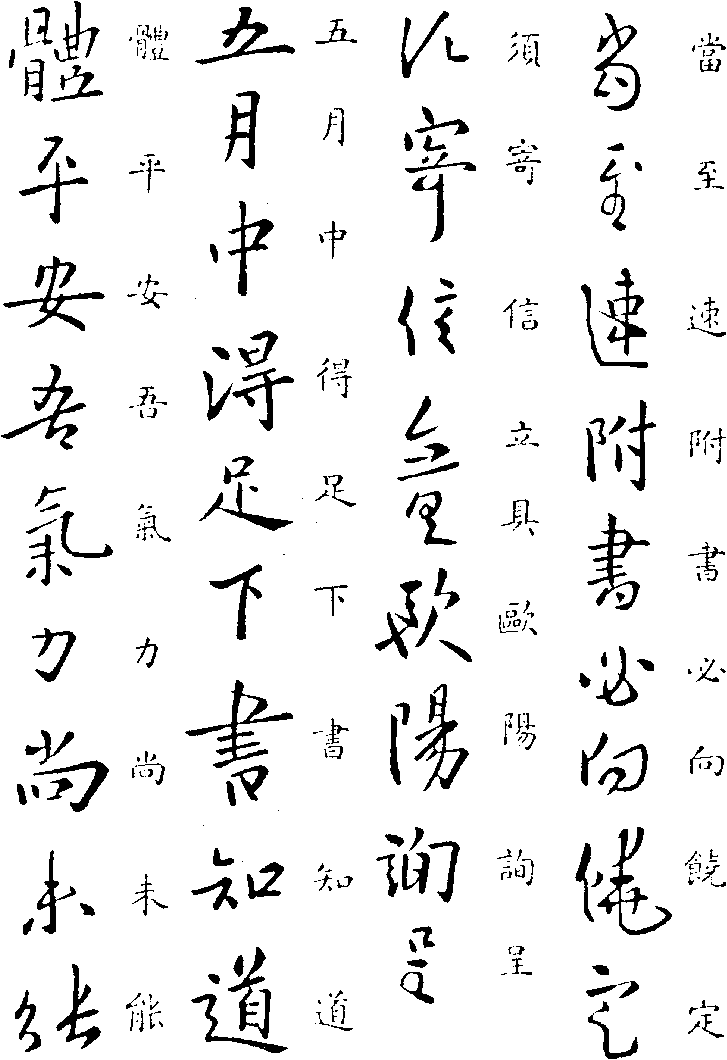 當至速附書必向饒定
當至速附書必向饒定
須寄信立具歐陽詢呈
須寄信立具歐陽詢呈
五月中得足下書知道
五月中得足下書知道
體平安吾氣力尚未能
體平安吾氣力尚未能